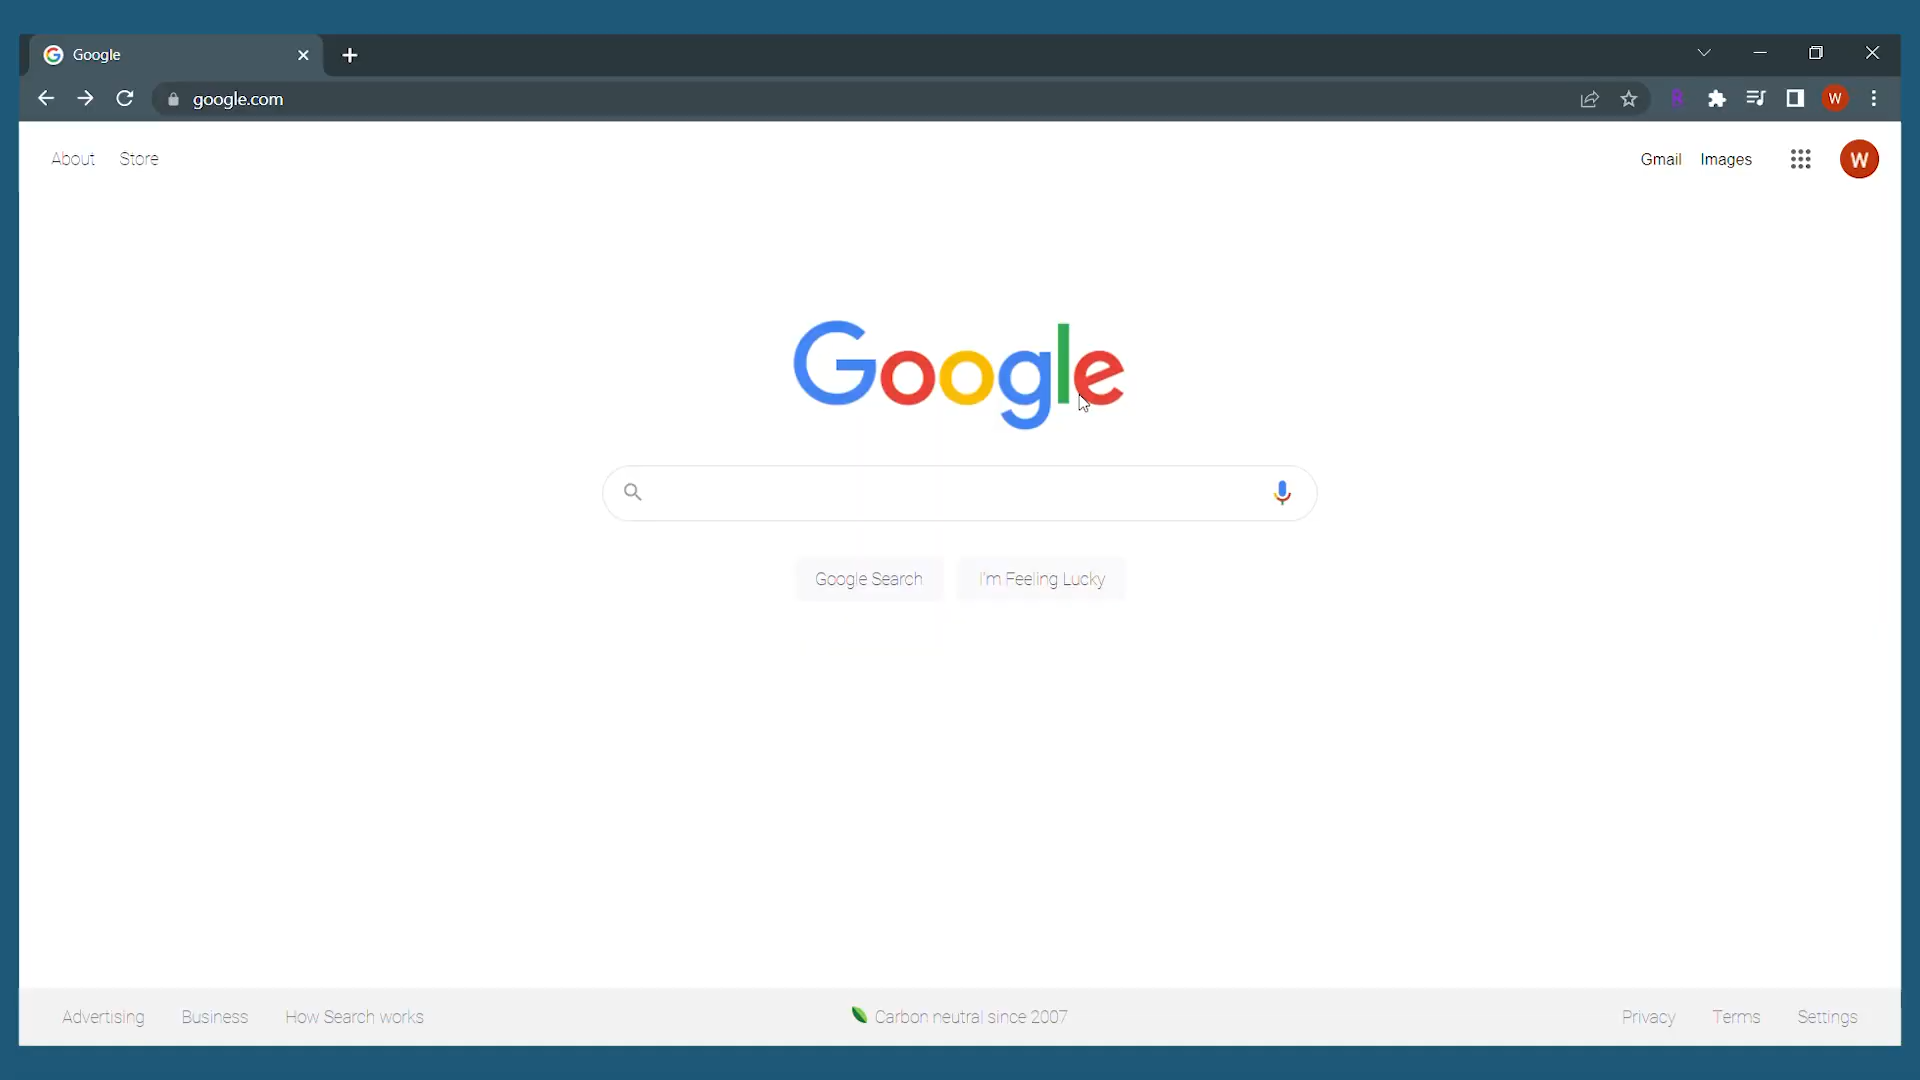 Google
google.com
W
About Store
Gmail Images
W
Google
Google Search
I'm Feeling Lucky
Advertising Business How Search works
Carbon neutral since 2007
Privacy Terms Settings